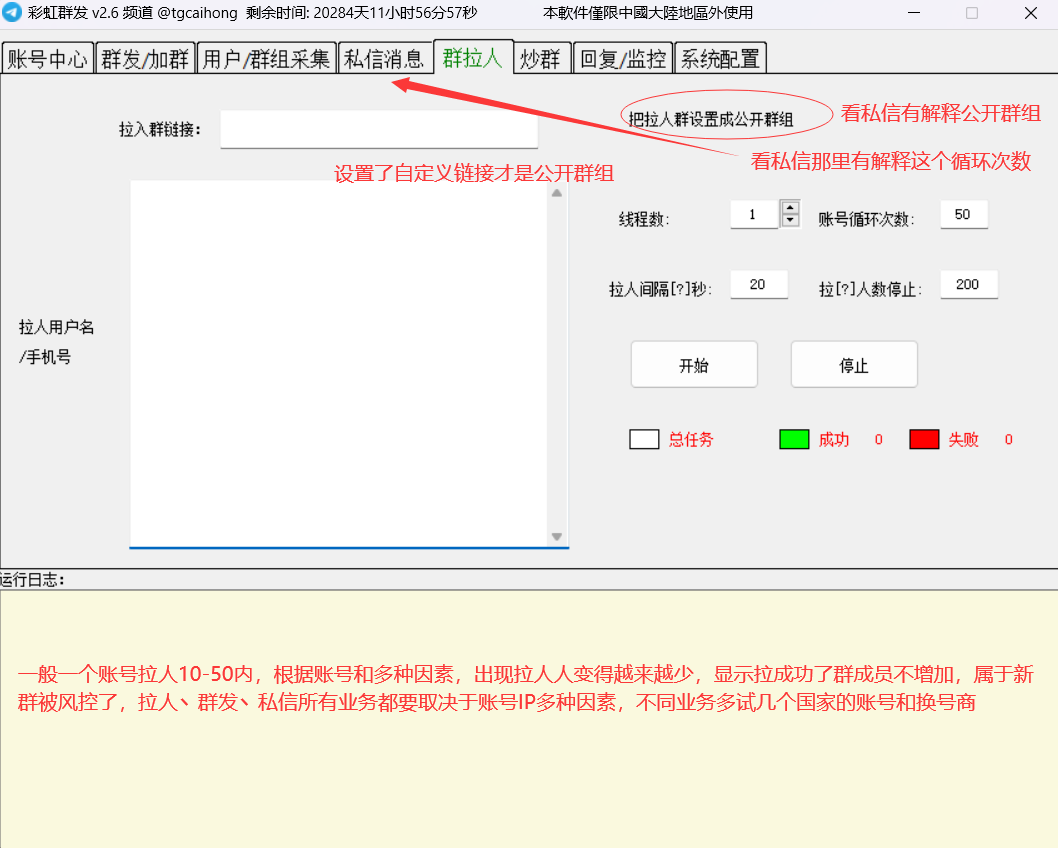 彩虹群发 v2.6 频道 @tgcaihong 剩余时间: 20284天11小时56分57秒 本軟件僅限中國大陸地區外使用
账号中心 群发/加群 用户/群组采集 私信消息 群拉人 炒群 回复/监控 系统配置
拉入群链接:
把拉人群设置成公开群组
看私信有解释公开群组
看私信那里有解释这个循环次数
设置了自定义链接才是公开群组
线程数: 1 账号循环次数: 50
拉人间隔[?]秒: 20 拉[?]人数停止: 200
拉人用户名
/手机号
开始 停止
总任务 成功 0 失败 0
运行日志:
一般一个账号拉人10-50内，根据账号和多种因素，出现拉人人变得越来越少，显示拉成功了群成员不增加，属于新
群被风控了，拉人、群发、私信所有业务都要取决于账号IP多种因素，不同业务多试几个国家的账号和换号商